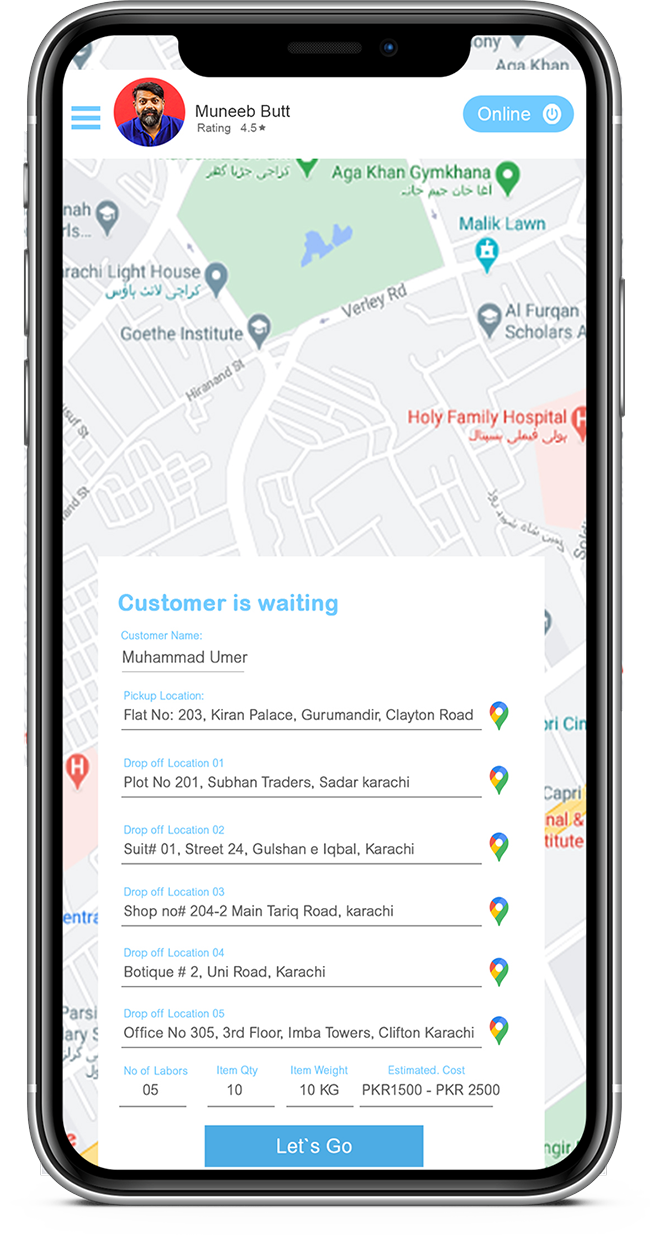 ony
Aga Khan
Muneeb Butt
Rating 4.5★
Online
کراچی جڑیا گھر
Aga Khan Gymkhana
آغا خان جیم خانہ
nah
rls...
Malik Lawn
arachi Light House
کراچی لائٹ ہاؤس
Al Furqan
Scholars A
Verley Rd
Goethe Institute
Hiranand St
usuf St
Holy Family Hospital
ہولی فیملی ہسپتال
and St
Customer is waiting
Customer Name:
Muhammad Umer
Pickup Location:
Flat No: 203, Kiran Palace, Gurumandir, Clayton Road
pri Cin
Drop off Location 01
Plot No 201, Subhan Traders, Sadar karachi
Capri
nal &
titute
Drop off Location 02
Suit# 01, Street 24, Gulshan e Iqbal, Karachi
Drop off Location 03
Shop no# 204-2 Main Tariq Road, karachi
entra
Drop off Location 04
Botique # 2, Uni Road, Karachi
Parsi
lary S
Drop off Location 05
Office No 305, 3rd Floor, Imba Towers, Clifton Karachi
No of Labors Item Qty Item Weight Estimated. Cost
05 10 10 KG PKR1500 - PKR 2500
Let`s Go
ngir